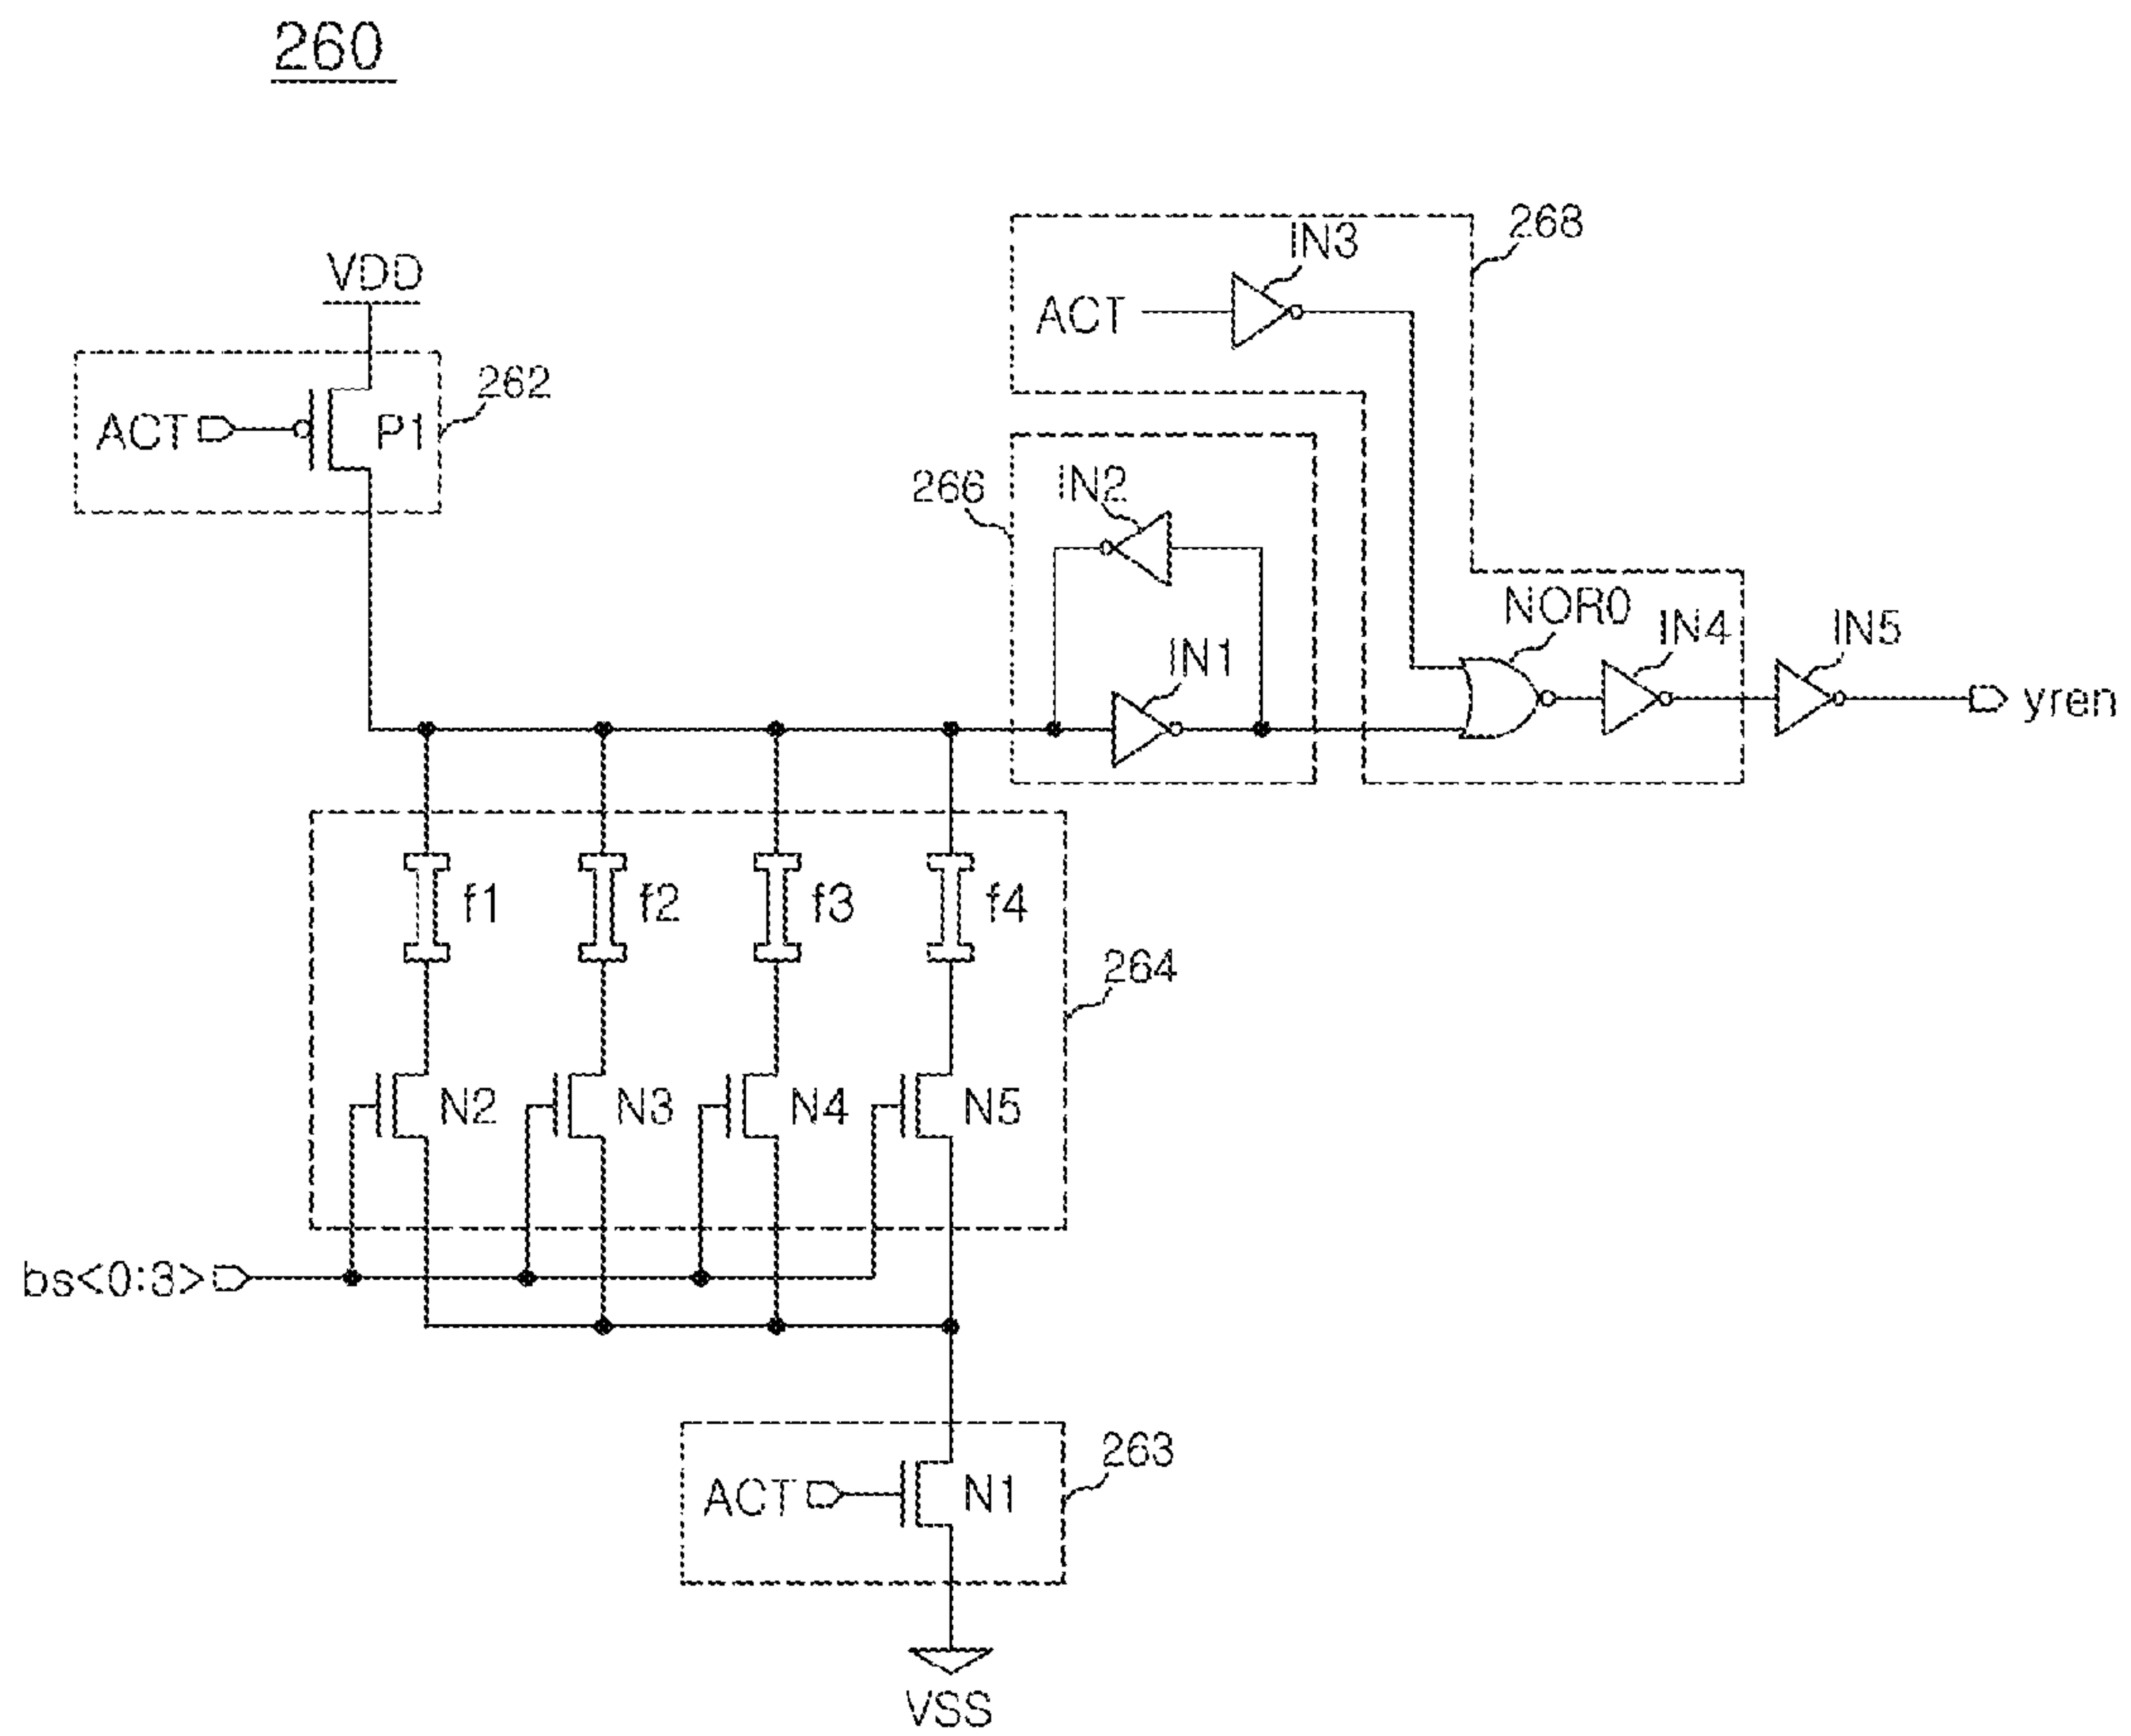 260
268
IN3
VDD
ACT
262
ACT
P1
266
IN2
NOR0
IN4
IN5
IN1
yren
f1
f2
f3
f4
264
N2
N3
N4
N5
bs<0:3>
263
ACT
N1
VSS